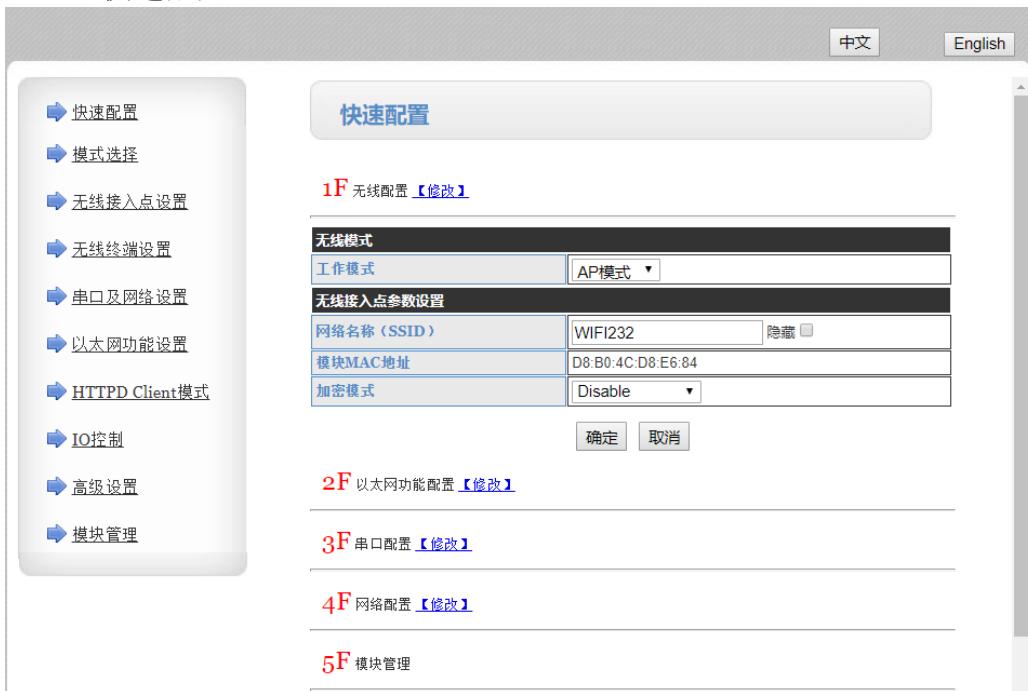 中文 English
快速配置
模式选择
无线接入点设置
无线终端设置
串口及网络设置
以太网功能设置
HTTPD Client模式
IO控制
高级设置
模块管理
快速配置
1F 无线配置 【修改】
无线模式
工作模式 AP模式
无线接入点参数设置
网络名称（SSID） WIFI232 隐藏
模块MAC地址 D8:B0:4C:D8:E6:84
加密模式 Disable
确定 取消
2F 以太网功能配置 【修改】
3F 串口配置 【修改】
4F 网络配置 【修改】
5F 模块管理